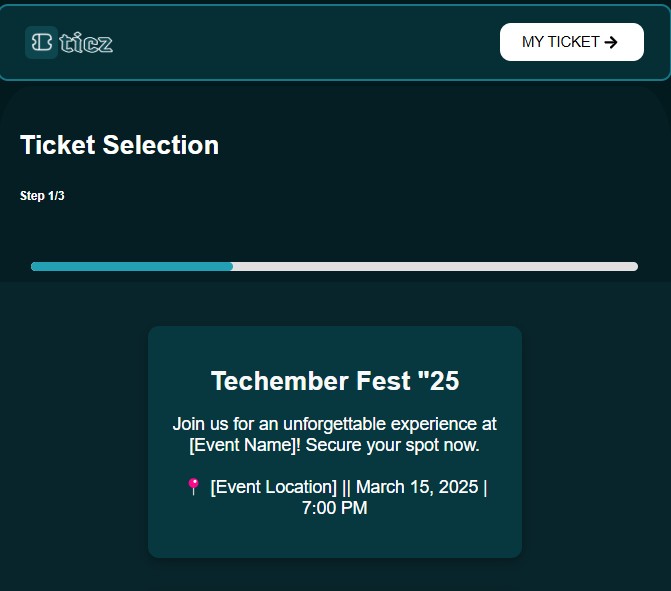 ticz
MY TICKET →
Ticket Selection
Step 1/3
Techember Fest "25
Join us for an unforgettable experience at
[Event Name]! Secure your spot now.
📍 [Event Location] || March 15, 2025 |
7:00 PM